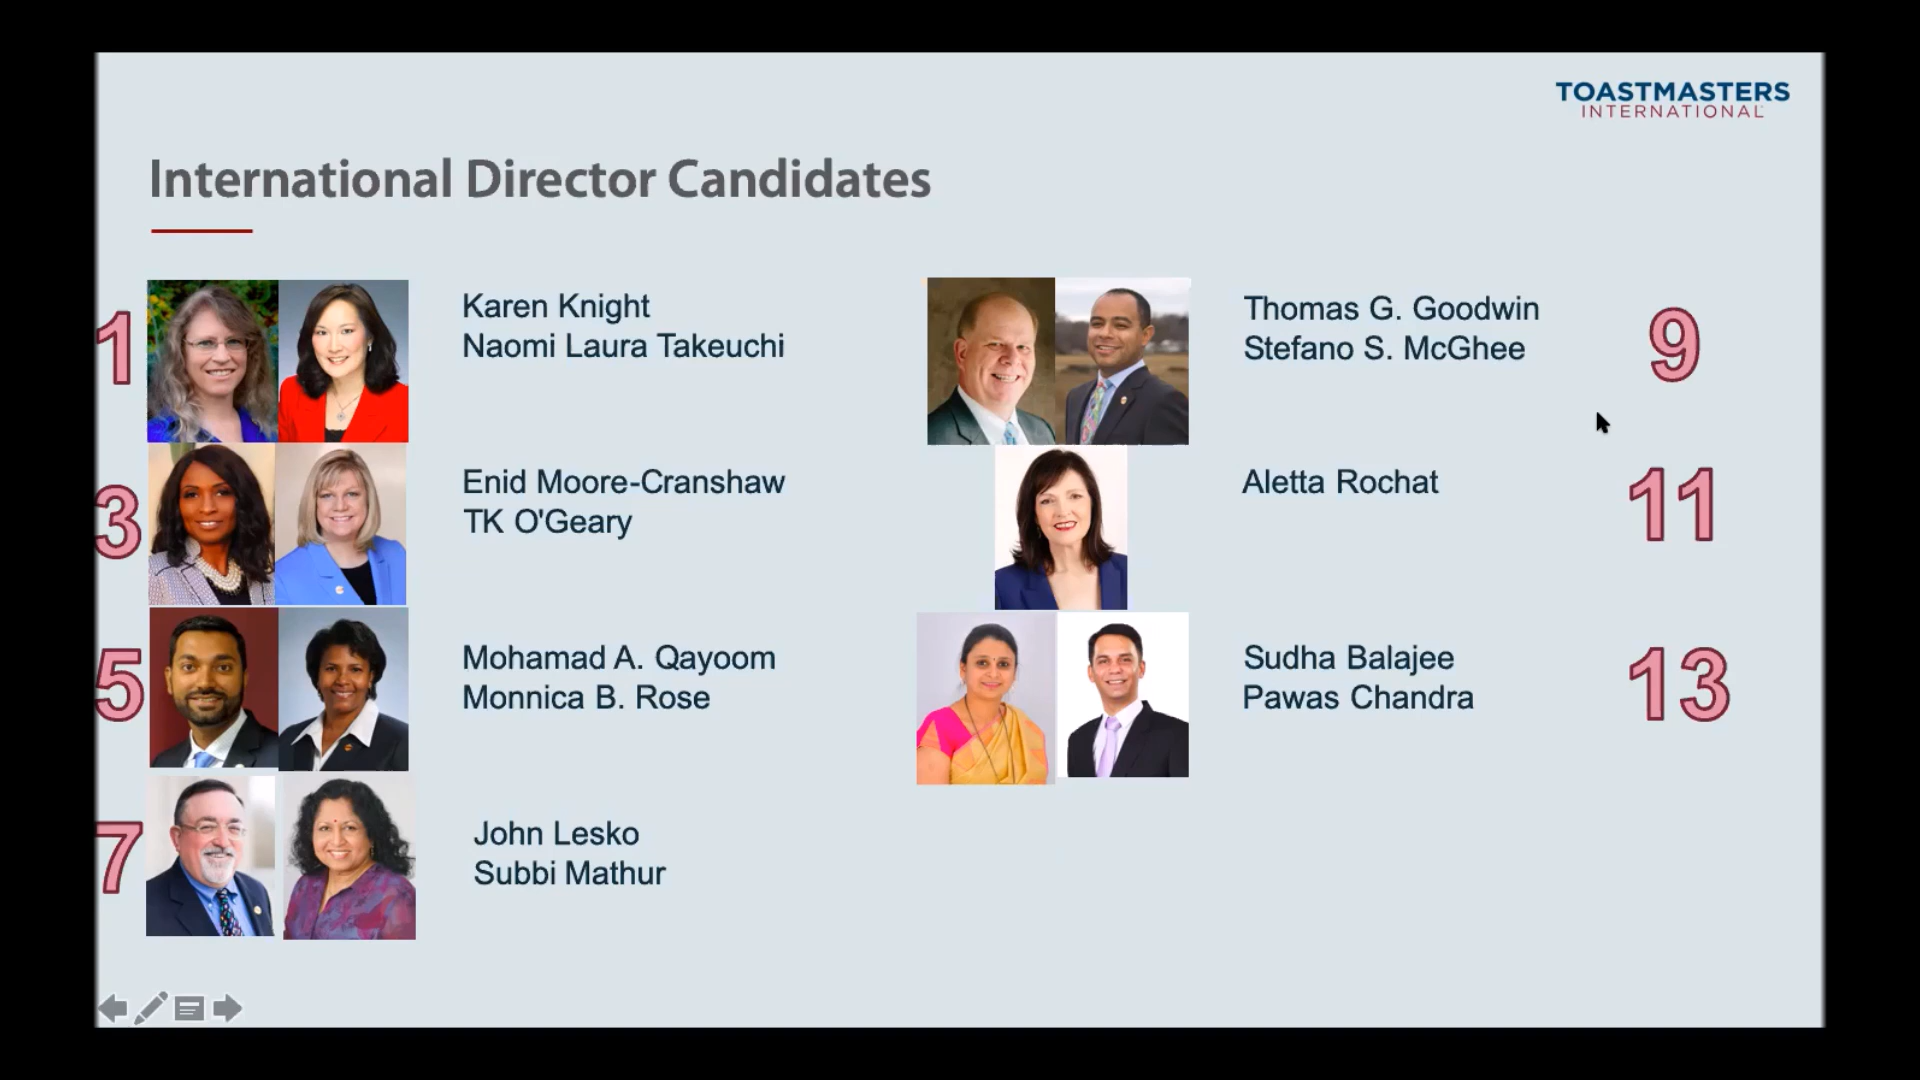 TOASTMASTERS
INTERNATIONAL
International Director Candidates
1
Karen Knight
Naomi Laura Takeuchi
3
Enid Moore-Cranshaw
TK O'Geary
5
Mohamad A. Qayoom
Monnica B. Rose
7
John Lesko
Subbi Mathur
Thomas G. Goodwin
Stefano S. McGhee
9
Aletta Rochat
11
Sudha Balajee
Pawas Chandra
13